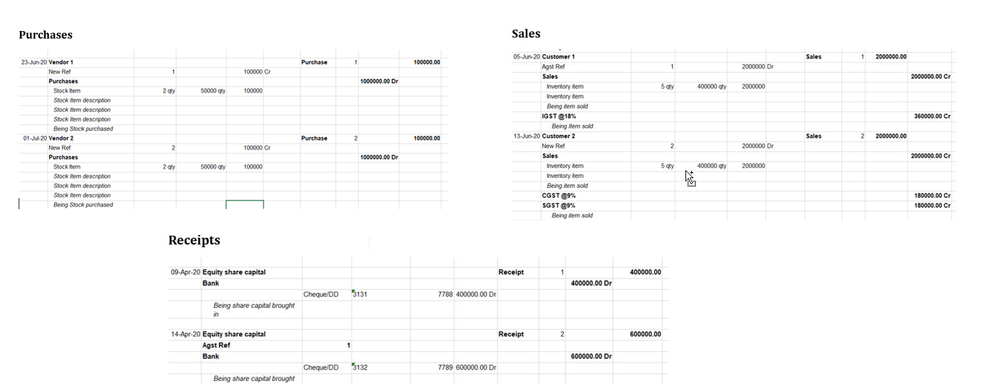 Purchases
23-Jun-20 Vendor 1 Purchase 1 100000.00
New Ref 1 100000 Cr
Purchases 1000000.00 Dr
Stock Item 2 qty 50000 qty 100000
Stock Item description
Stock Item description
Stock Item description
Being Stock purchased
01-Jul-20 Vendor 2 Purchase 2 100000.00
New Ref 2 100000 Cr
Purchases 1000000.00 Dr
Stock Item 2 qty 50000 qty 100000
Stock Item description
Stock Item description
Stock Item description
Being Stock purchased
Sales
05-Jun-20 Customer 1 Sales 1 2000000.00
Agst Ref 1 2000000 Dr
Sales 2000000.00 Cr
Inventory item 5 qty 400000 qty 2000000
Inventory item
Being item sold
IGST @18% 360000.00 Cr
Being Item sold
13-Jun-20 Customer 2 Sales 2 2000000.00
New Ref 2 2000000 Dr
Sales 2000000.00 Cr
Inventory item 5 qty 400000 qty 2000000
Inventory item
Being item sold
CGST @9% 180000.00 Cr
SGST @9% 180000.00 Cr
Being item sold
Receipts
09-Apr-20 Equity share capital Receipt 1 400000.00
Bank 400000.00 Dr
Cheque/DD 3131 7788 400000.00 Dr
Being share capital brought
in
14-Apr-20 Equity share capital Receipt 2 600000.00
Agst Ref 1
Bank 600000.00 Dr
Cheque/DD 3132 7789 600000.00 Dr
Being share capital brought